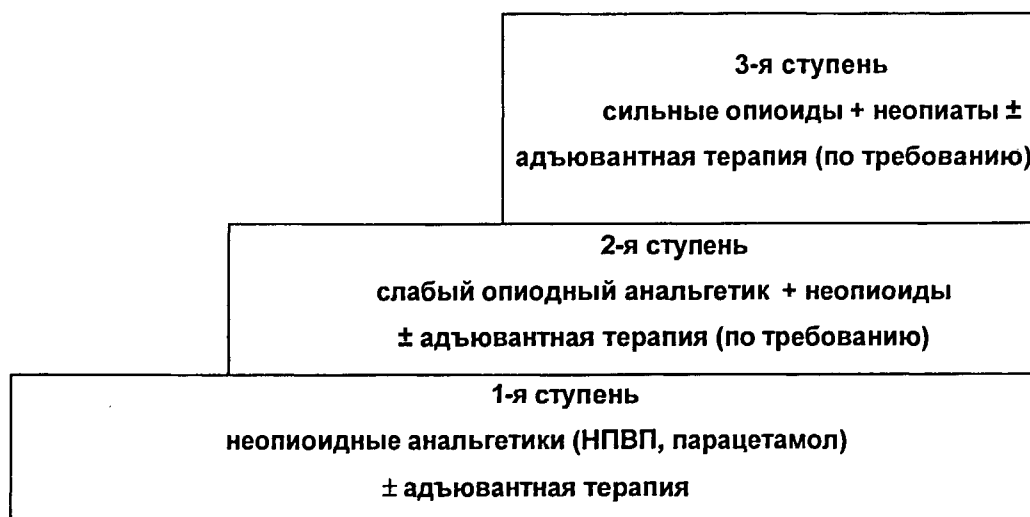 3-я ступень
сильные опиоиды + неопиаты ±
адъювантная терапия (по требованию)
2-я ступень
слабый опиодный анальгетик + неопиоиды
± адъювантная терапия (по требованию)
1-я ступень
неопиоидные анальгетики (НПВП, парацетамол)
± адъювантная терапия